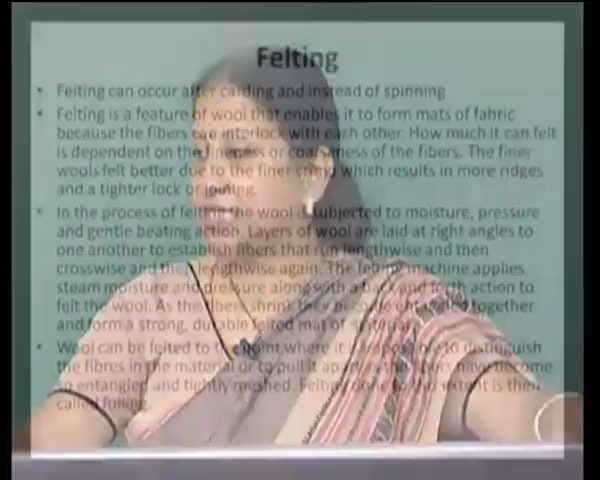 Felting
• Felting can occur after carding and instead of spinning
• Felting is a feature of wool that enables it to form mats of fabric
because the fibers can interlock with each other. How much it can felt
is dependent on the fineness or coarseness of the fibers. The finer
wools felt better due to the finer crimp which results in more ridges
and a tighter lock or joining.
• In the process of felting the wool is subjected to moisture, pressure
and gentle beating action. Layers of wool are laid at right angles to
one another to establish fibers that run lengthwise and then
crosswise and then lengthwise again. The felting machine applies
steam moisture and pressure along with a back and forth action to
felt the wool. As the fibers shrink they become together
and form a strong, durable felted mat of material.
• Wool can be felted to the point where it is impossible to distinguish
the fibres in the material or to pull it apart as the fibers have become
so entangled and tightly meshed. Felting done to this extent is then
called fulling.